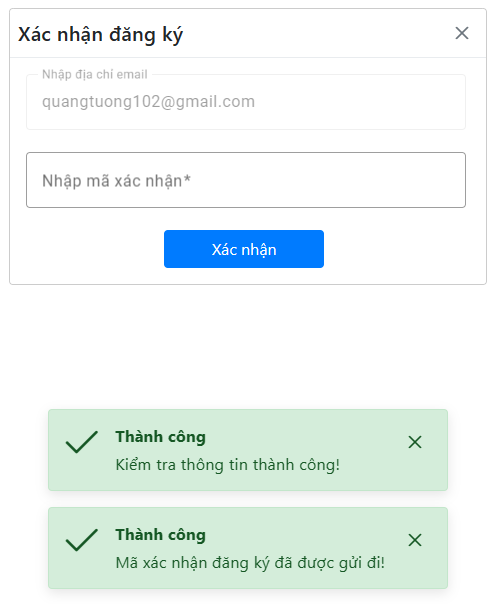 Xác nhận đăng ký
Nhập địa chỉ email
quangtuong102@gmail.com
Nhập mã xác nhận*
Xác nhận
Thành công
Kiểm tra thông tin thành công!
Thành công
Mã xác nhận đăng ký đã được gửi đi!